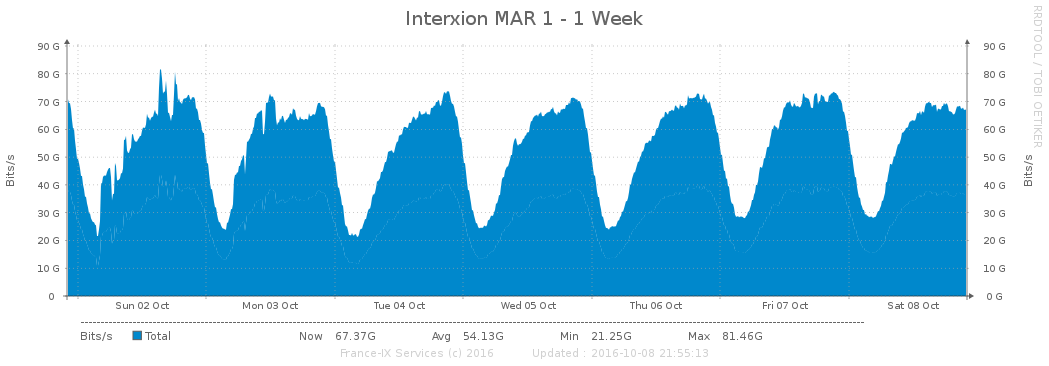 Interxion MAR 1 - 1 Week
RRDTOOL / TOBI OETIKER
Bits/s
Bits/s
90 G 90 G
80 G 80 G
70 G 70 G
60 G 60 G
50 G 50 G
40 G 40 G
30 G 30 G
20 G 20 G
10 G 10 G
0 0 G
Sun 02 Oct Mon 03 Oct Tue 04 Oct Wed 05 Oct Thu 06 Oct Fri 07 Oct Sat 08 Oct
Bits/s Total Now 67.37G Avg 54.13G Min 21.25G Max 81.46G
France-IX Services (c) 2016 Updated : 2016-10-08 21:55:13